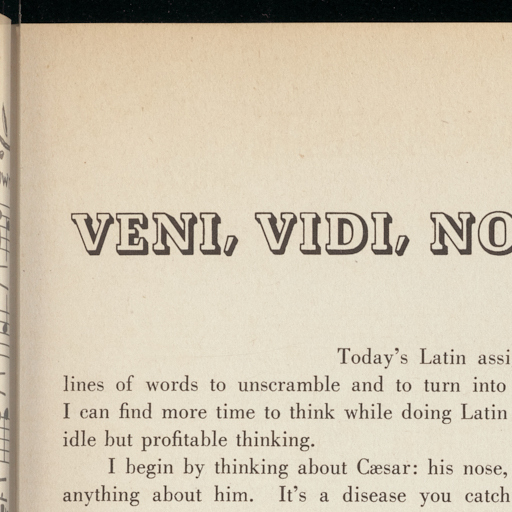 VENI, VIDI, NO
Today's Latin assi
lines of words to unscramble and to turn into
I can find more time to think while doing Latin
idle but profitable thinking.
I begin by thinking about Cæsar: his nose,
anything about him. It's a disease you catch